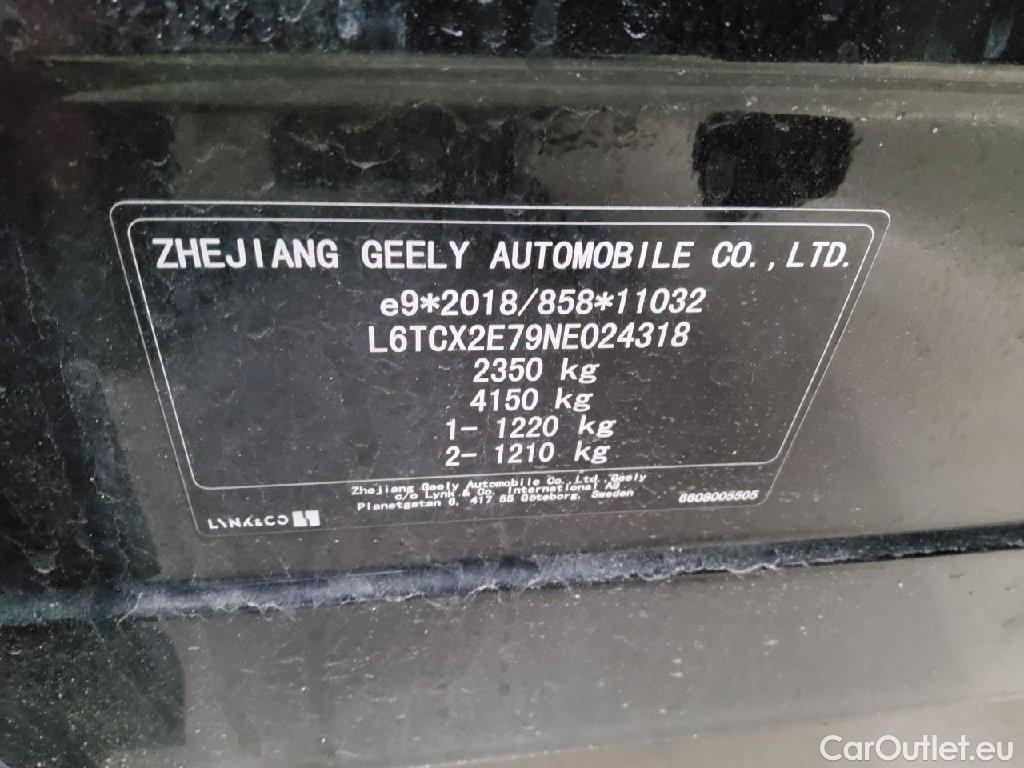 ZHEJIANG GEELY AUTOMOBILE CO., LTD.
e9*2018/858*11032
L6TCX2E79NE024318
2350 kg
4150 kg
1- 1220 kg
2- 1210 kg
Zhejiang Geely Automobile Co., Ltd. Geely
c/o Lynk & Co. International AB
Planetgatan 6, 417 55 Göteborg. Sweden
6608005505
LYNK&CO
CarOutlet.eu